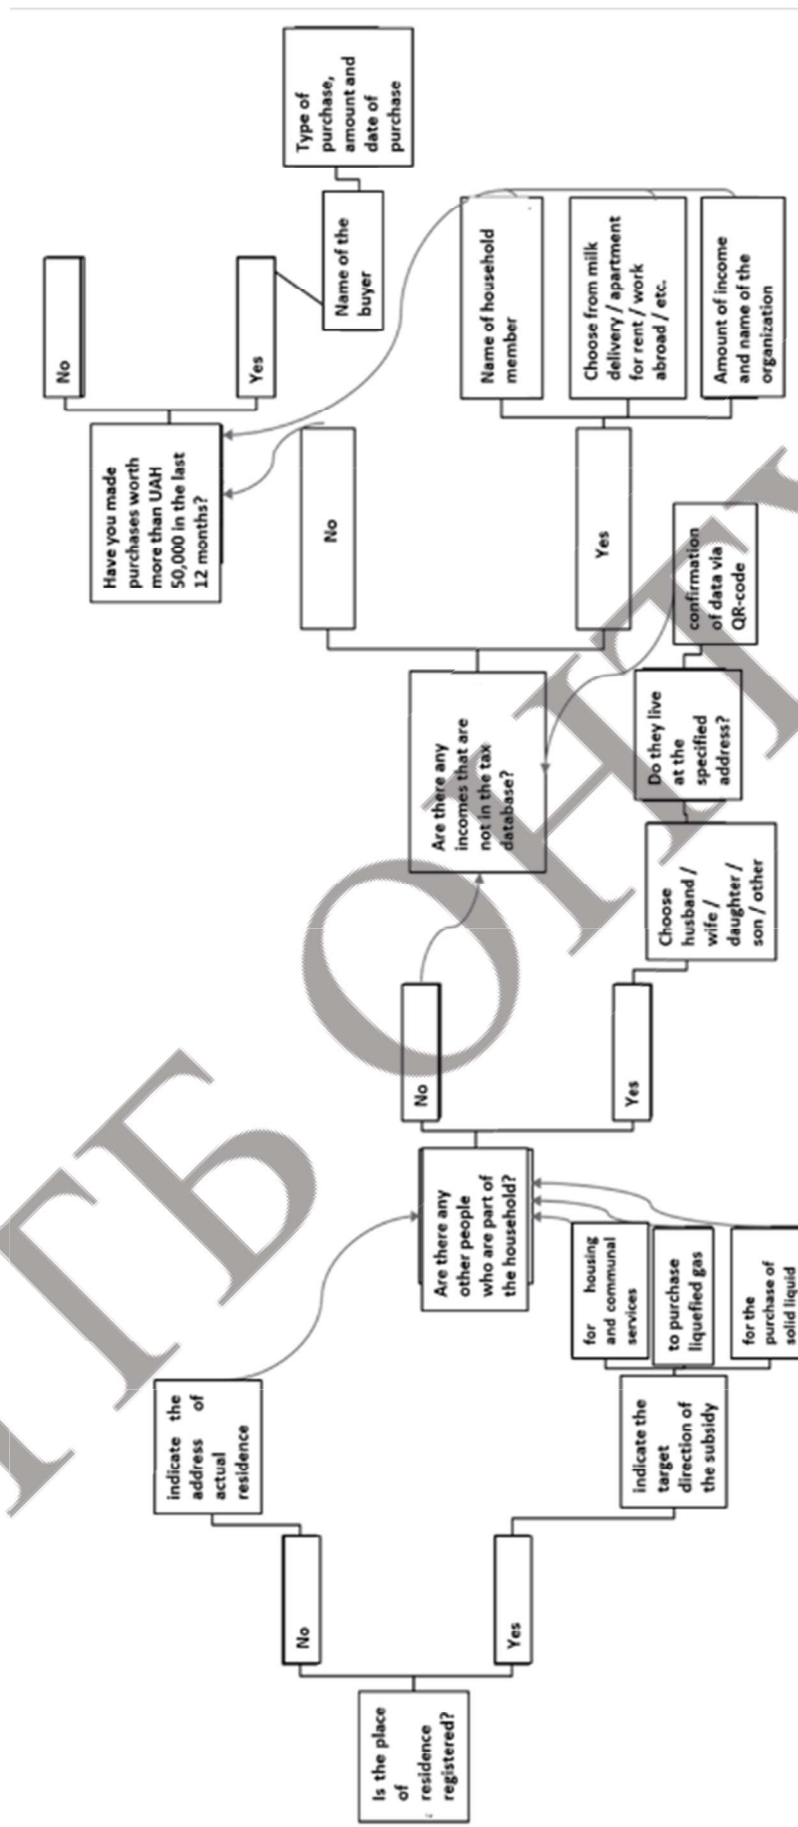 Is the place
of residence
registered?
No
Yes
indicate the
address of
actual
residence
indicate the
target
direction of
the subsidy
for housing
and communal
services
to purchase
liquefied gas
for the
purchase of
solid liquid
Are there any
other people
who are part of
the household?
No
Yes
Choose
husband /
wife /
daughter /
son / other
Do they live
at the
specified
address?
confirmation
of data via
QR-code
Are there any
incomes that are
not in the tax
database?
No
Yes
Name of household
member
Choose from milk
delivery / apartment
for rent / work
abroad / etc.
Amount of income
and name of the
organization
Have you made
purchases worth
more than UAH
50,000 in the last
12 months?
No
Yes
Name of the
buyer
Type of
purchase,
amount and
date of
purchase
ТБ ОНТ